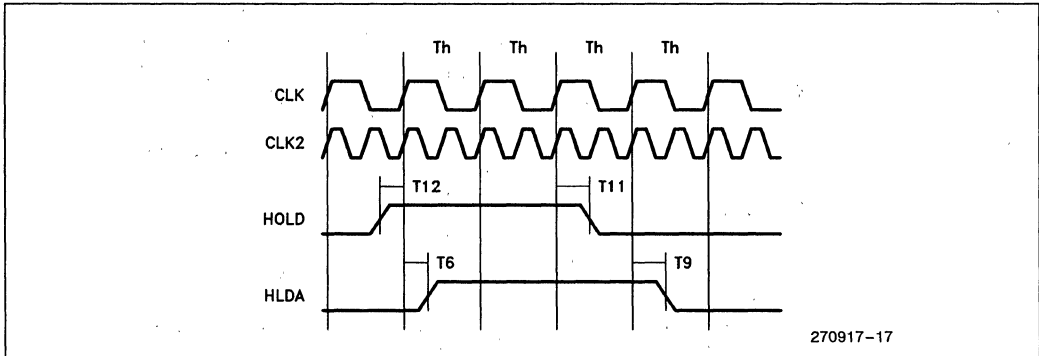 Th Th Th Th
CLK
CLK2
T12 T11
HOLD
T6 T9
HLDA
270917-17